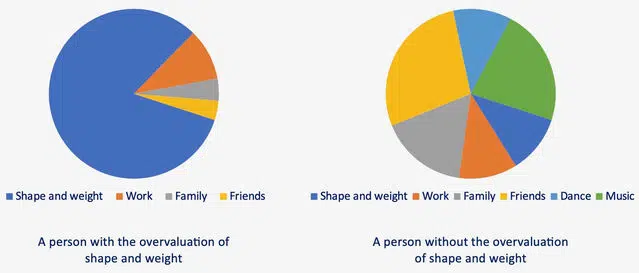 Shape and weight Work Family Friends
Shape and weight Work Family Friends Dance Music
A person with the overvaluation of
shape and weight
A person without the overvaluation
of shape and weight